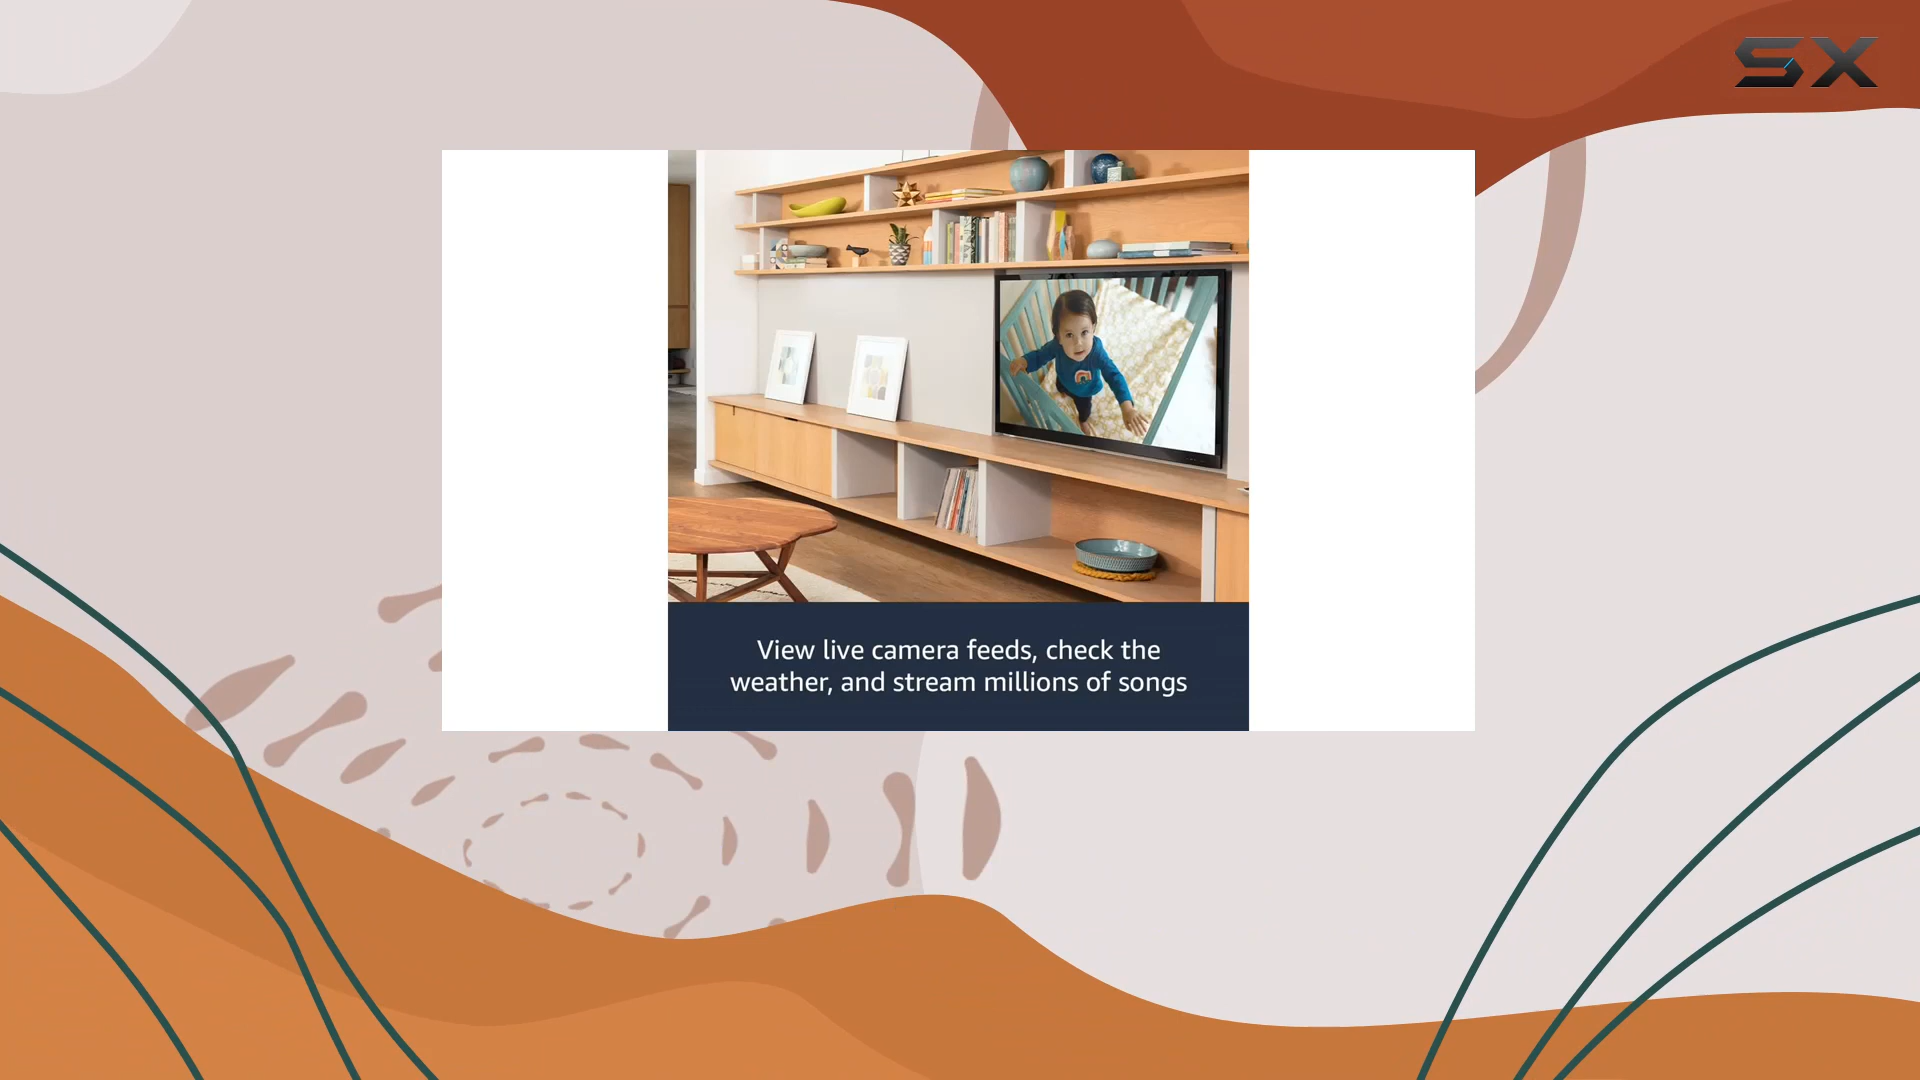 SX
View live camera feeds, check the
weather, and stream millions of songs